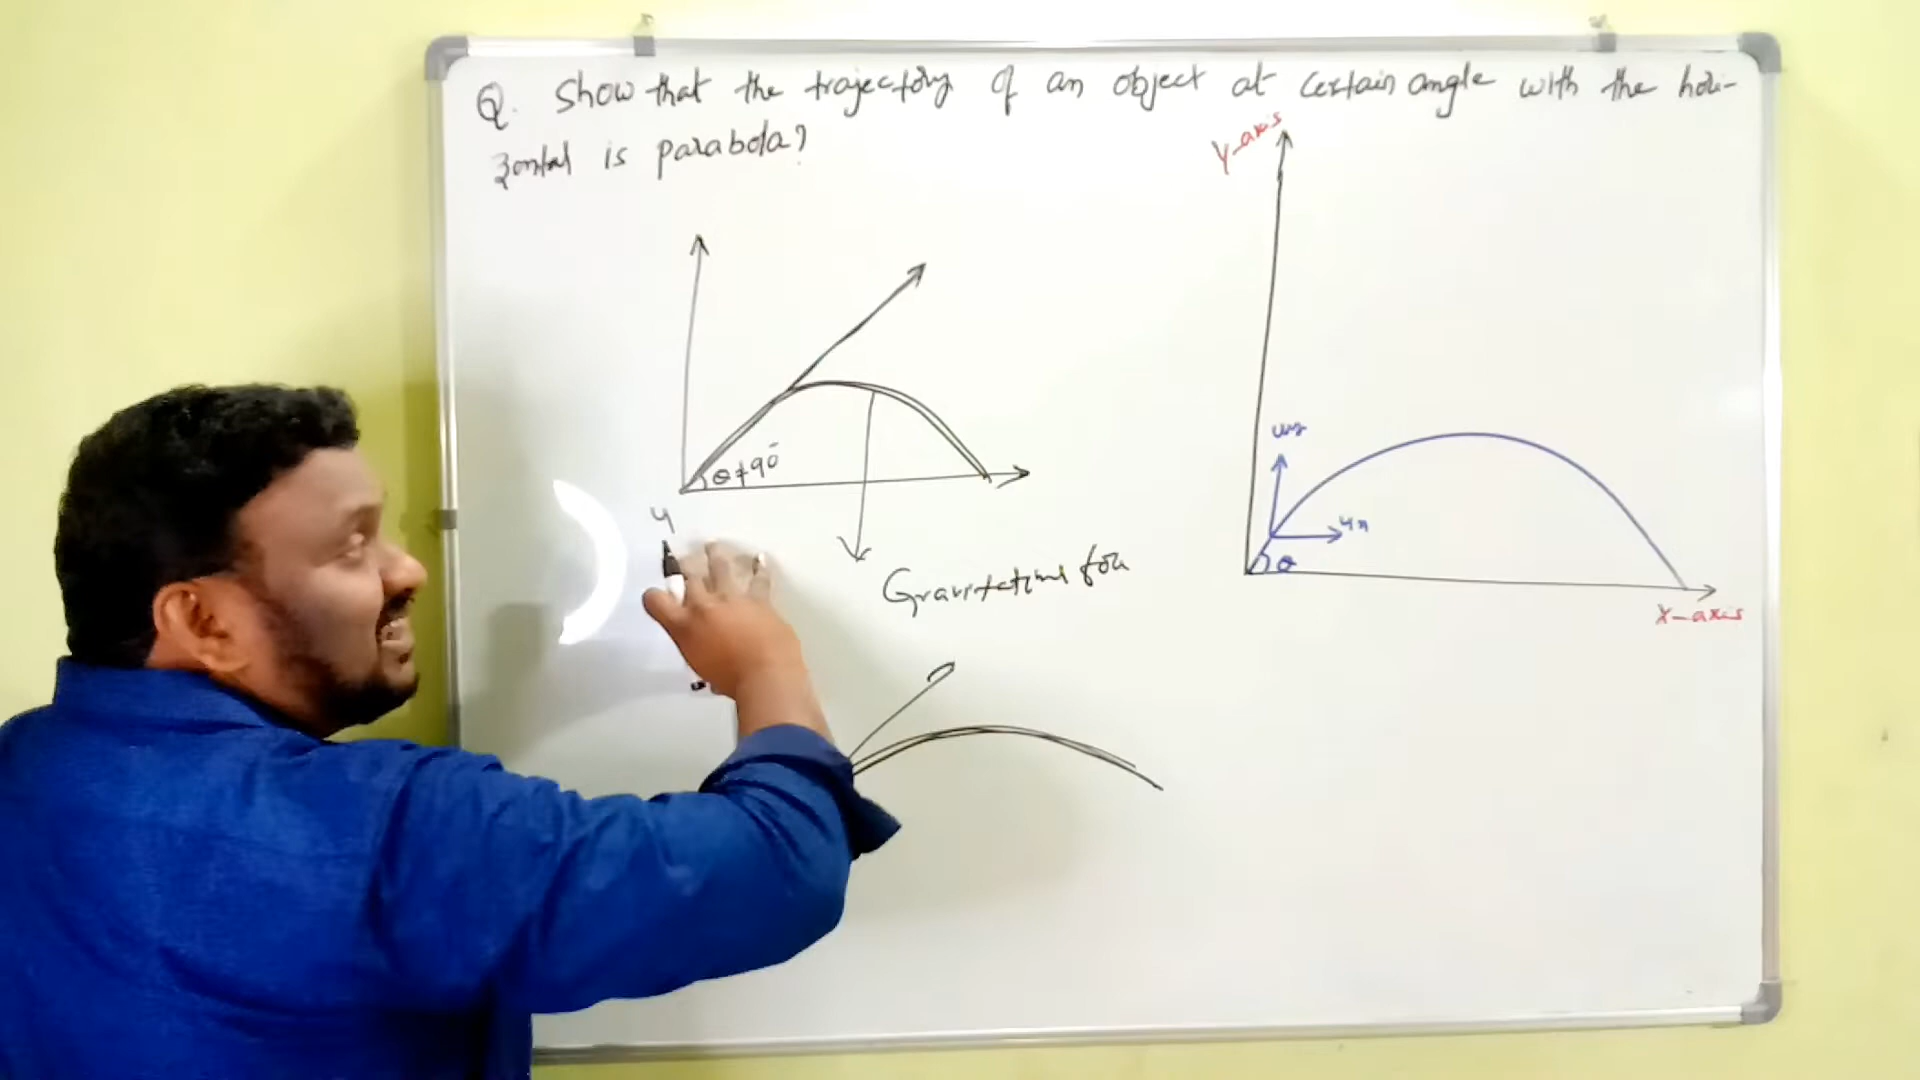 Q. Show that the trajectory of an object at certain angle with the hori-
zontal is parabola?
Y-axis
θ ≠ 90°
u
Gravitational for
uy
ux
θ
X-axis